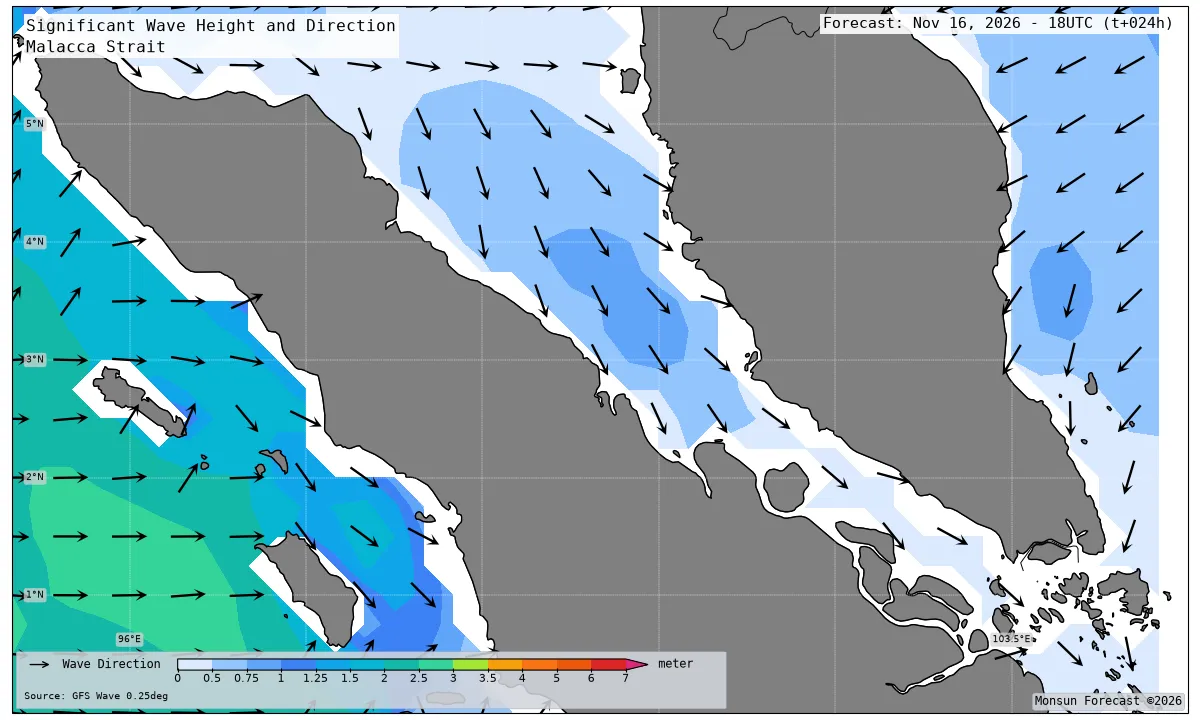 Significant Wave Height and Direction
Malacca Strait
Forecast: Nov 16, 2026 - 18UTC (t+024h)
5°N
4°N
3°N
2°N
1°N
96°E
103.5°E
Wave Direction
0 0.5 0.75 1 1.25 1.5 2 2.5 3 3.5 4 5 6 7
meter
Source: GFS Wave 0.25deg
Monsun Forecast ©2026